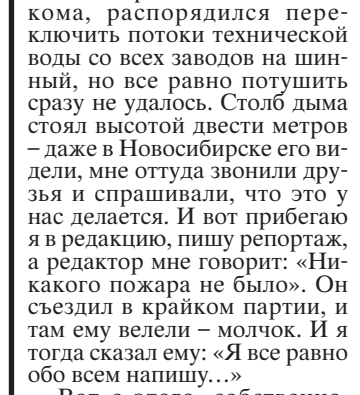 кома, распорядился пере-
ключить потоки технической
воды со всех заводов на шин-
ный, но все равно потушить
сразу не удалось. Столб дыма
стоял высотой двести метров
– даже в Новосибирске его ви-
дели, мне оттуда звонили дру-
зья и спрашивали, что это у
нас делается. И вот прибегаю
я в редакцию, пишу репортаж,
а редактор мне говорит: «Ни-
какого пожара не было». Он
съездил в крайком партии, и
там ему велели – молчок. И я
тогда сказал ему: «Я все равно
обо всем напишу…»
Вот с этого, собственно,